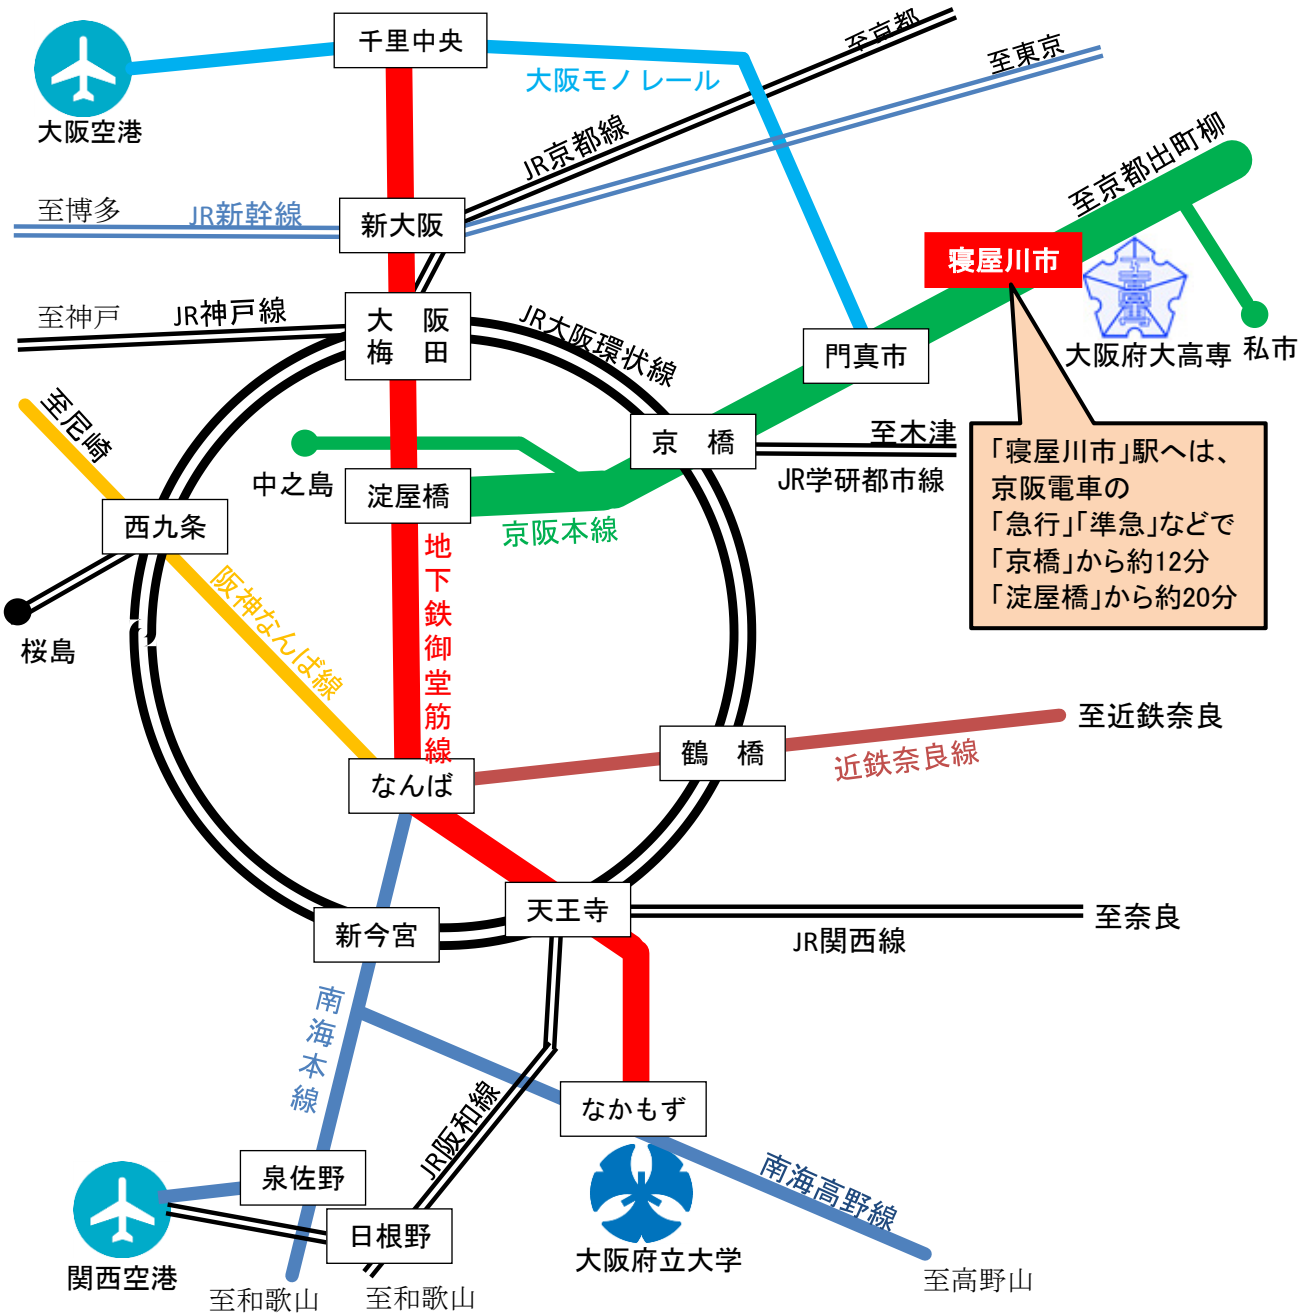 千里中央
至京都
至東京
大阪モノレール
大阪空港
JR京都線
至京都出町柳
至博多
JR新幹線
新大阪
寝屋川市
至神戸
JR神戸線
大　阪
梅　田
JR大阪環状線
門真市
大阪府大高専
私市
至尼崎
京　橋
至木津
JR学研都市線
中之島
淀屋橋
京阪本線
「寝屋川市」駅へは、
京阪電車の
「急行」「準急」などで
「京橋」から約12分
「淀屋橋」から約20分
西九条
地下鉄御堂筋線
阪神なんば線
桜島
至近鉄奈良
鶴　橋
近鉄奈良線
なんば
天王寺
至奈良
JR関西線
新今宮
南海本線
JR阪和線
なかもず
泉佐野
南海高野線
日根野
大阪府立大学
関西空港
至高野山
至和歌山
至和歌山